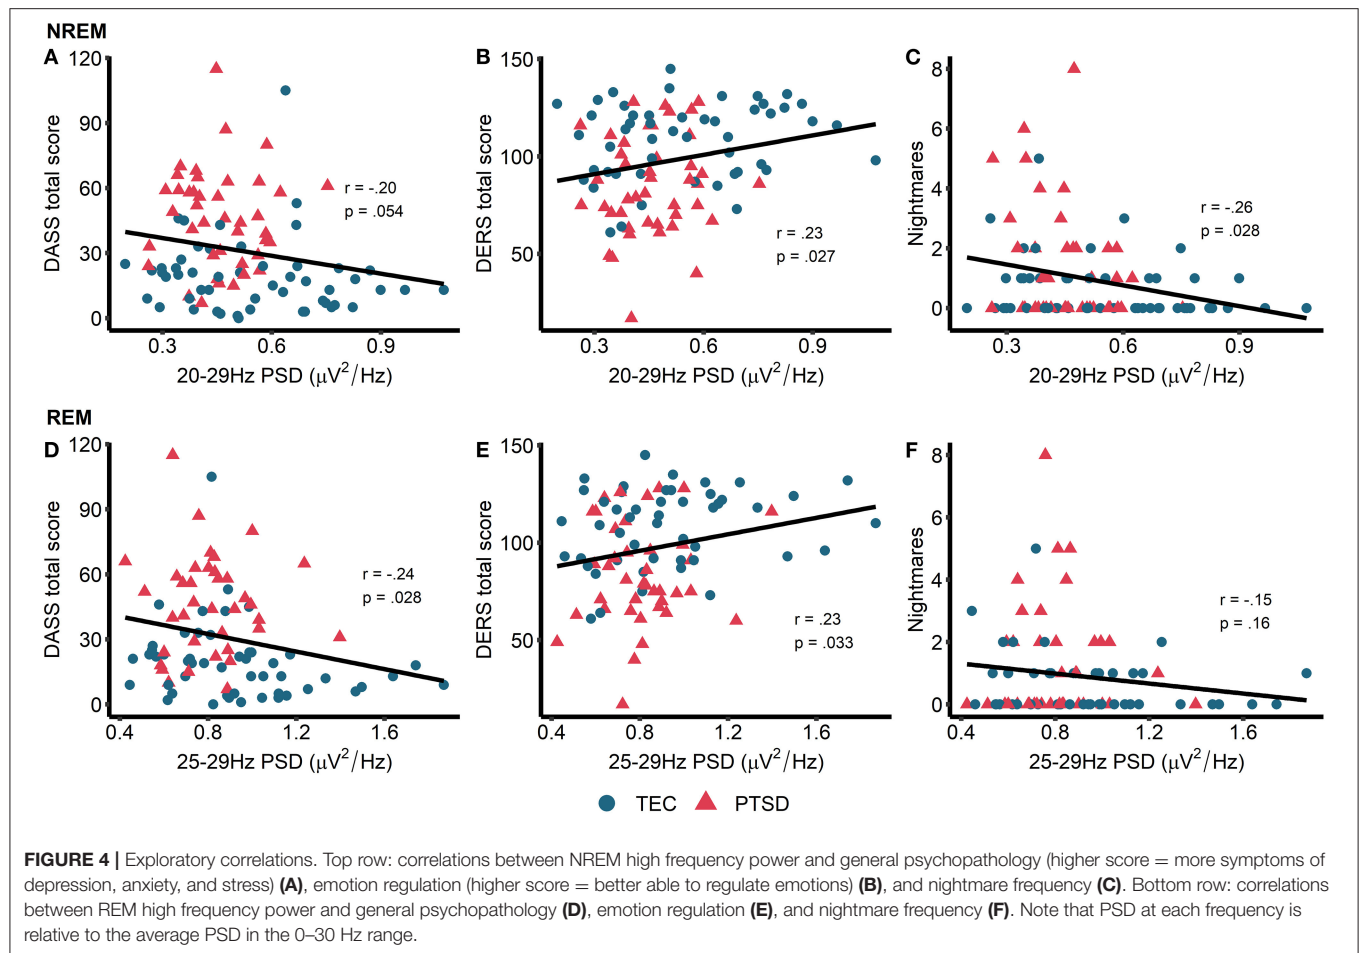 NREM
A
B
C
120
90
60
30
0
DASS total score
r = -.20
p = .054
0.3 0.6 0.9
20-29Hz PSD (μV²/Hz)
150
100
50
DERS total score
r = .23
p = .027
0.3 0.6 0.9
20-29Hz PSD (μV²/Hz)
8
6
4
2
0
Nightmares
r = -.26
p = .028
0.3 0.6 0.9
20-29Hz PSD (μV²/Hz)
REM
D
E
F
120
90
60
30
0
DASS total score
r = -.24
p = .028
0.4 0.8 1.2 1.6
25-29Hz PSD (μV²/Hz)
150
100
50
DERS total score
r = .23
p = .033
0.4 0.8 1.2 1.6
25-29Hz PSD (μV²/Hz)
8
6
4
2
0
Nightmares
r = -.15
p = .16
0.4 0.8 1.2 1.6
25-29Hz PSD (μV²/Hz)
TEC PTSD
FIGURE 4 | Exploratory correlations. Top row: correlations between NREM high frequency power and general psychopathology (higher score = more symptoms of
depression, anxiety, and stress) (A), emotion regulation (higher score = better able to regulate emotions) (B), and nightmare frequency (C). Bottom row: correlations
between REM high frequency power and general psychopathology (D), emotion regulation (E), and nightmare frequency (F). Note that PSD at each frequency is
relative to the average PSD in the 0–30 Hz range.